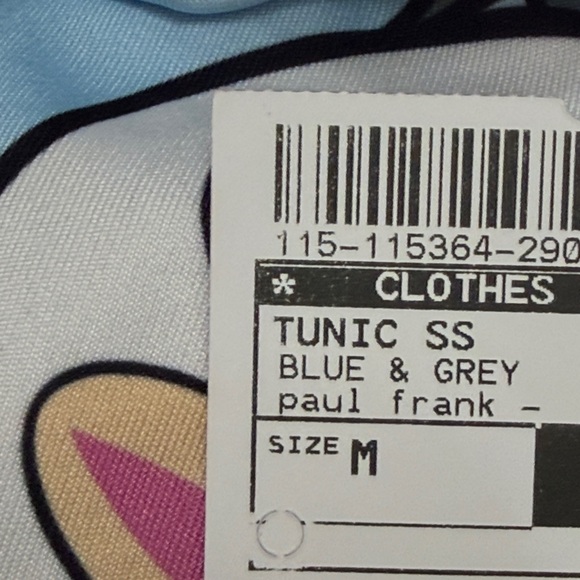 115-115364-290
* CLOTHES
TUNIC SS
BLUE & GREY
paul frank -
SIZE M